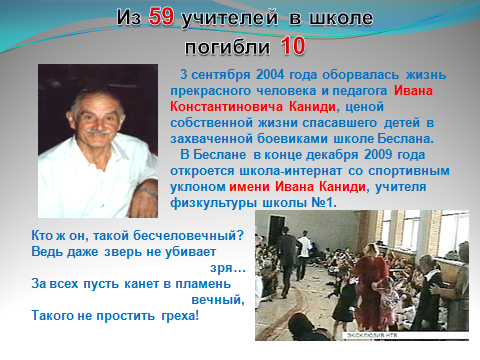 Из 59 учителей в школе
погибли 10
3 сентября 2004 года оборвалась жизнь
прекрасного человека и педагога Ивана
Константиновича Каниди, ценой
собственной жизни спасавшего детей в
захваченной боевиками школе Беслана.
В Беслане в конце декабря 2009 года
откроется школа-интернат со спортивным
уклоном имени Ивана Каниди, учителя
физкультуры школы №1.
Кто ж он, такой бесчеловечный?
Ведь даже зверь не убивает
зря...
За всех пусть канет в пламень
вечный,
Такого не простить греха!
ЭКСКЛЮЗИВ НТВ